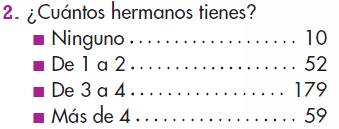 2. ¿Cuántos hermanos tienes?
■ Ninguno .................. 10
■ De 1 a 2 .................. 52
■ De 3 a 4 ................. 179
■ Más de 4 .................. 59